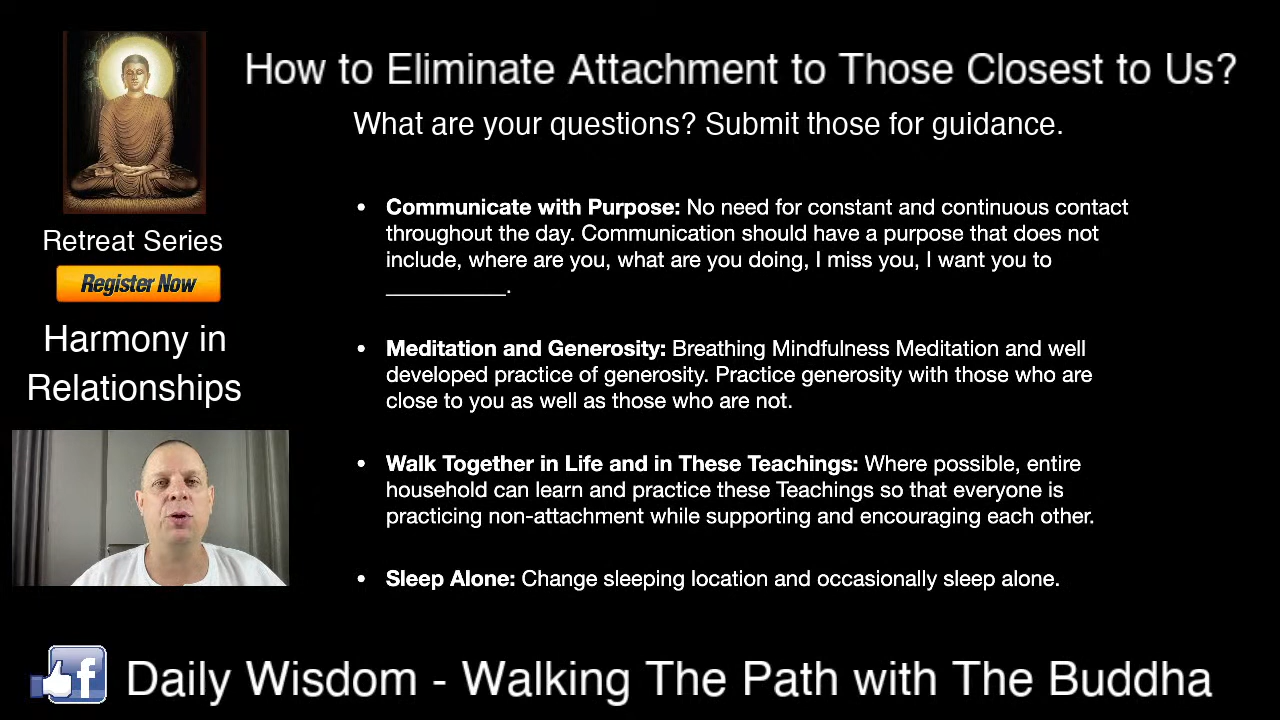 How to Eliminate Attachment to Those Closest to Us?
What are your questions? Submit those for guidance.
Retreat Series
Register Now
Harmony in
Relationships
• Communicate with Purpose: No need for constant and continuous contact
throughout the day. Communication should have a purpose that does not
include, where are you, what are you doing, I miss you, I want you to
__________.
• Meditation and Generosity: Breathing Mindfulness Meditation and well
developed practice of generosity. Practice generosity with those who are
close to you as well as those who are not.
• Walk Together in Life and in These Teachings: Where possible, entire
household can learn and practice these Teachings so that everyone is
practicing non-attachment while supporting and encouraging each other.
• Sleep Alone: Change sleeping location and occasionally sleep alone.
f
Daily Wisdom - Walking The Path with The Buddha